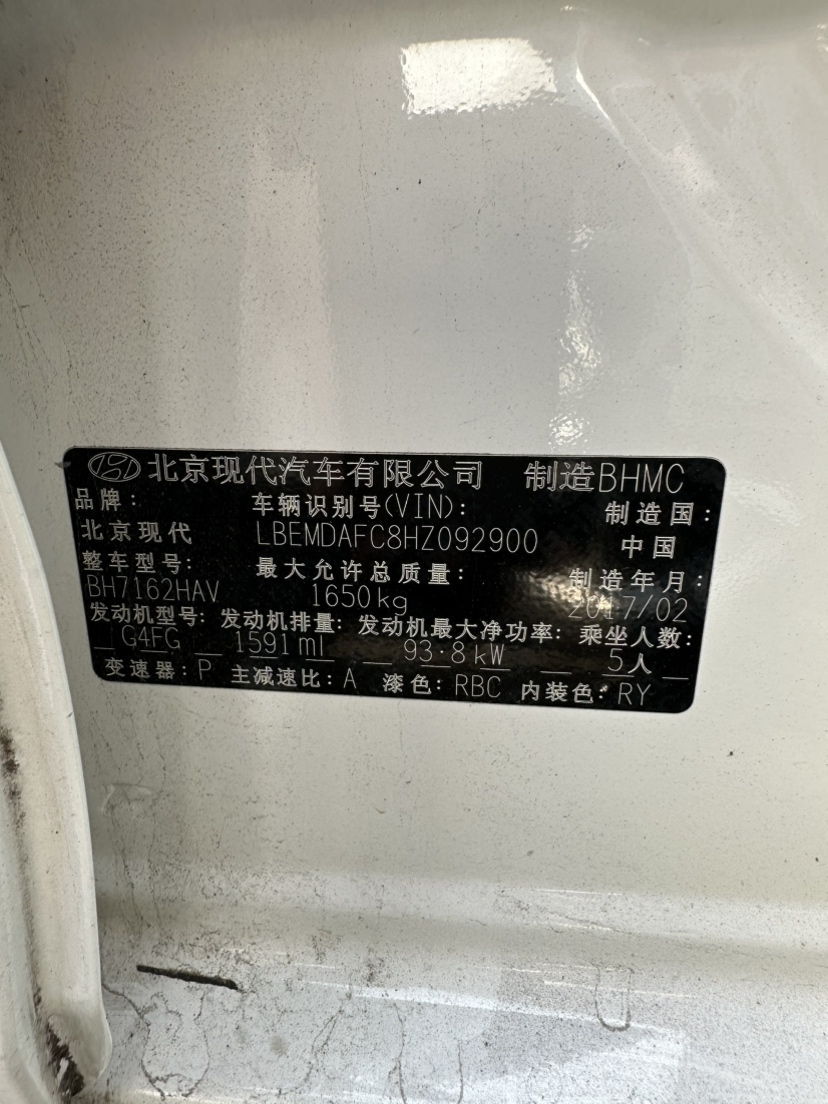 北京现代汽车有限公司 制造BHMC
品牌: 车辆识别号(VIN): 制造国:
北京现代 LBEMDAFC8HZ092900 中国
整车型号: 最大允许总质量: 制造年月:
BH7162HAV 1650kg 2017/02
发动机型号: 发动机排量: 发动机最大净功率: 乘坐人数:
G4FG 1591ml 93.8kW 5人
变速器: P 主减速比: A 漆色: RBC 内装色: RY